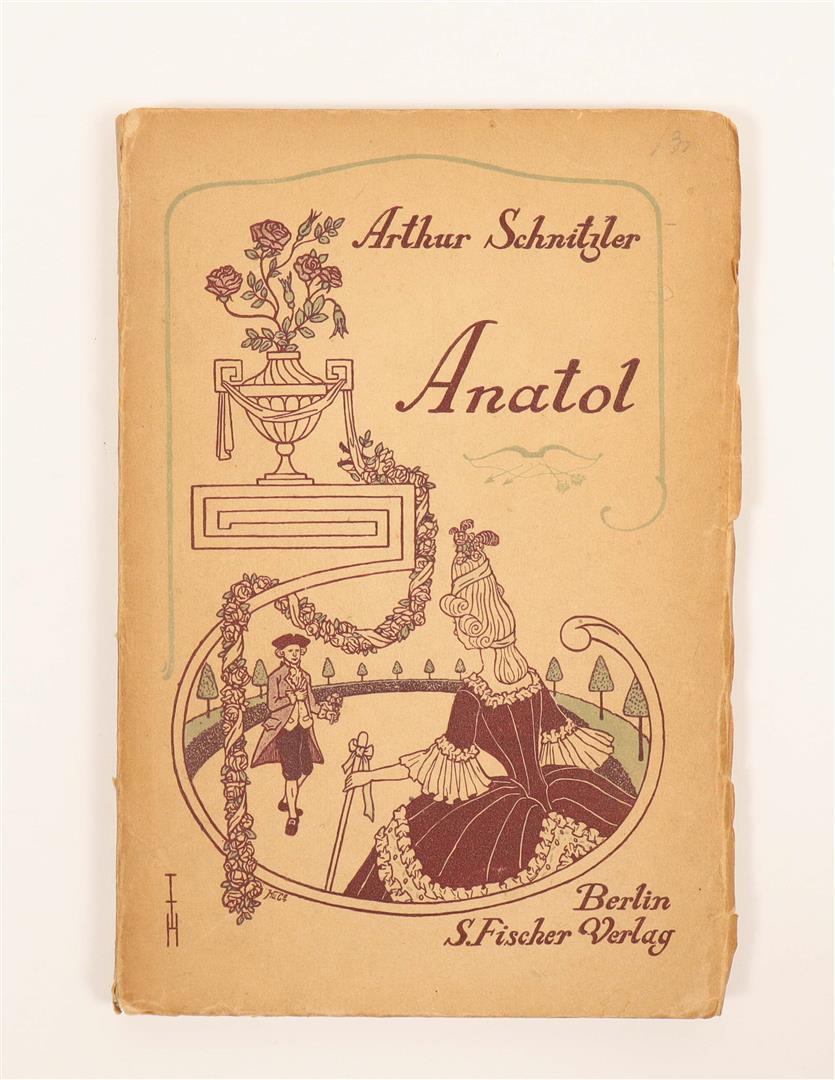 Arthur Schnitzler
Anatol
Berlin
S. Fischer Verlag